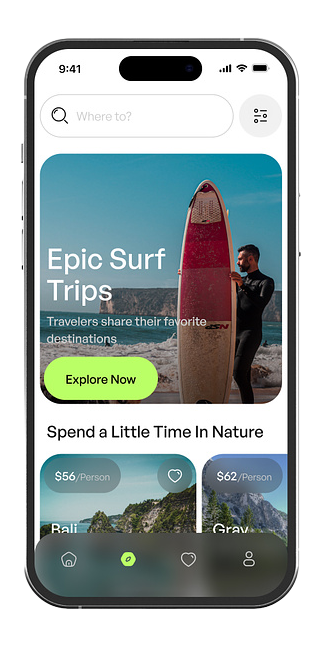 9:41
Where to?
Epic Surf
Trips
Travelers share their favorite
destinations
Explore Now
Spend a Little Time In Nature
$56/Person
$62/Person
Bali
Gray